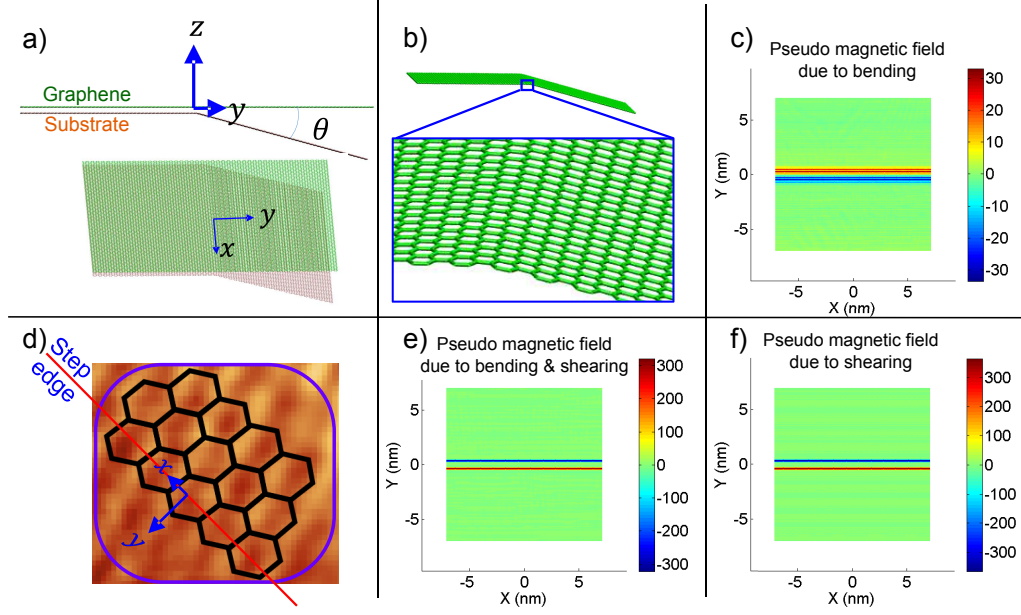 a)
z
Graphene
y
Substrate
θ
y
x
b)
c)
Pseudo magnetic field
due to bending
30
20
10
0
-10
-20
-30
5
0
-5
Y (nm)
-5 0 5
X (nm)
d)
Step
edge
x
y
e)
Pseudo magnetic field
due to bending & shearing
300
200
100
0
-100
-200
-300
5
0
-5
Y (nm)
-5 0 5
X (nm)
f)
Pseudo magnetic field
due to shearing
300
200
100
0
-100
-200
-300
5
0
-5
Y (nm)
-5 0 5
X (nm)